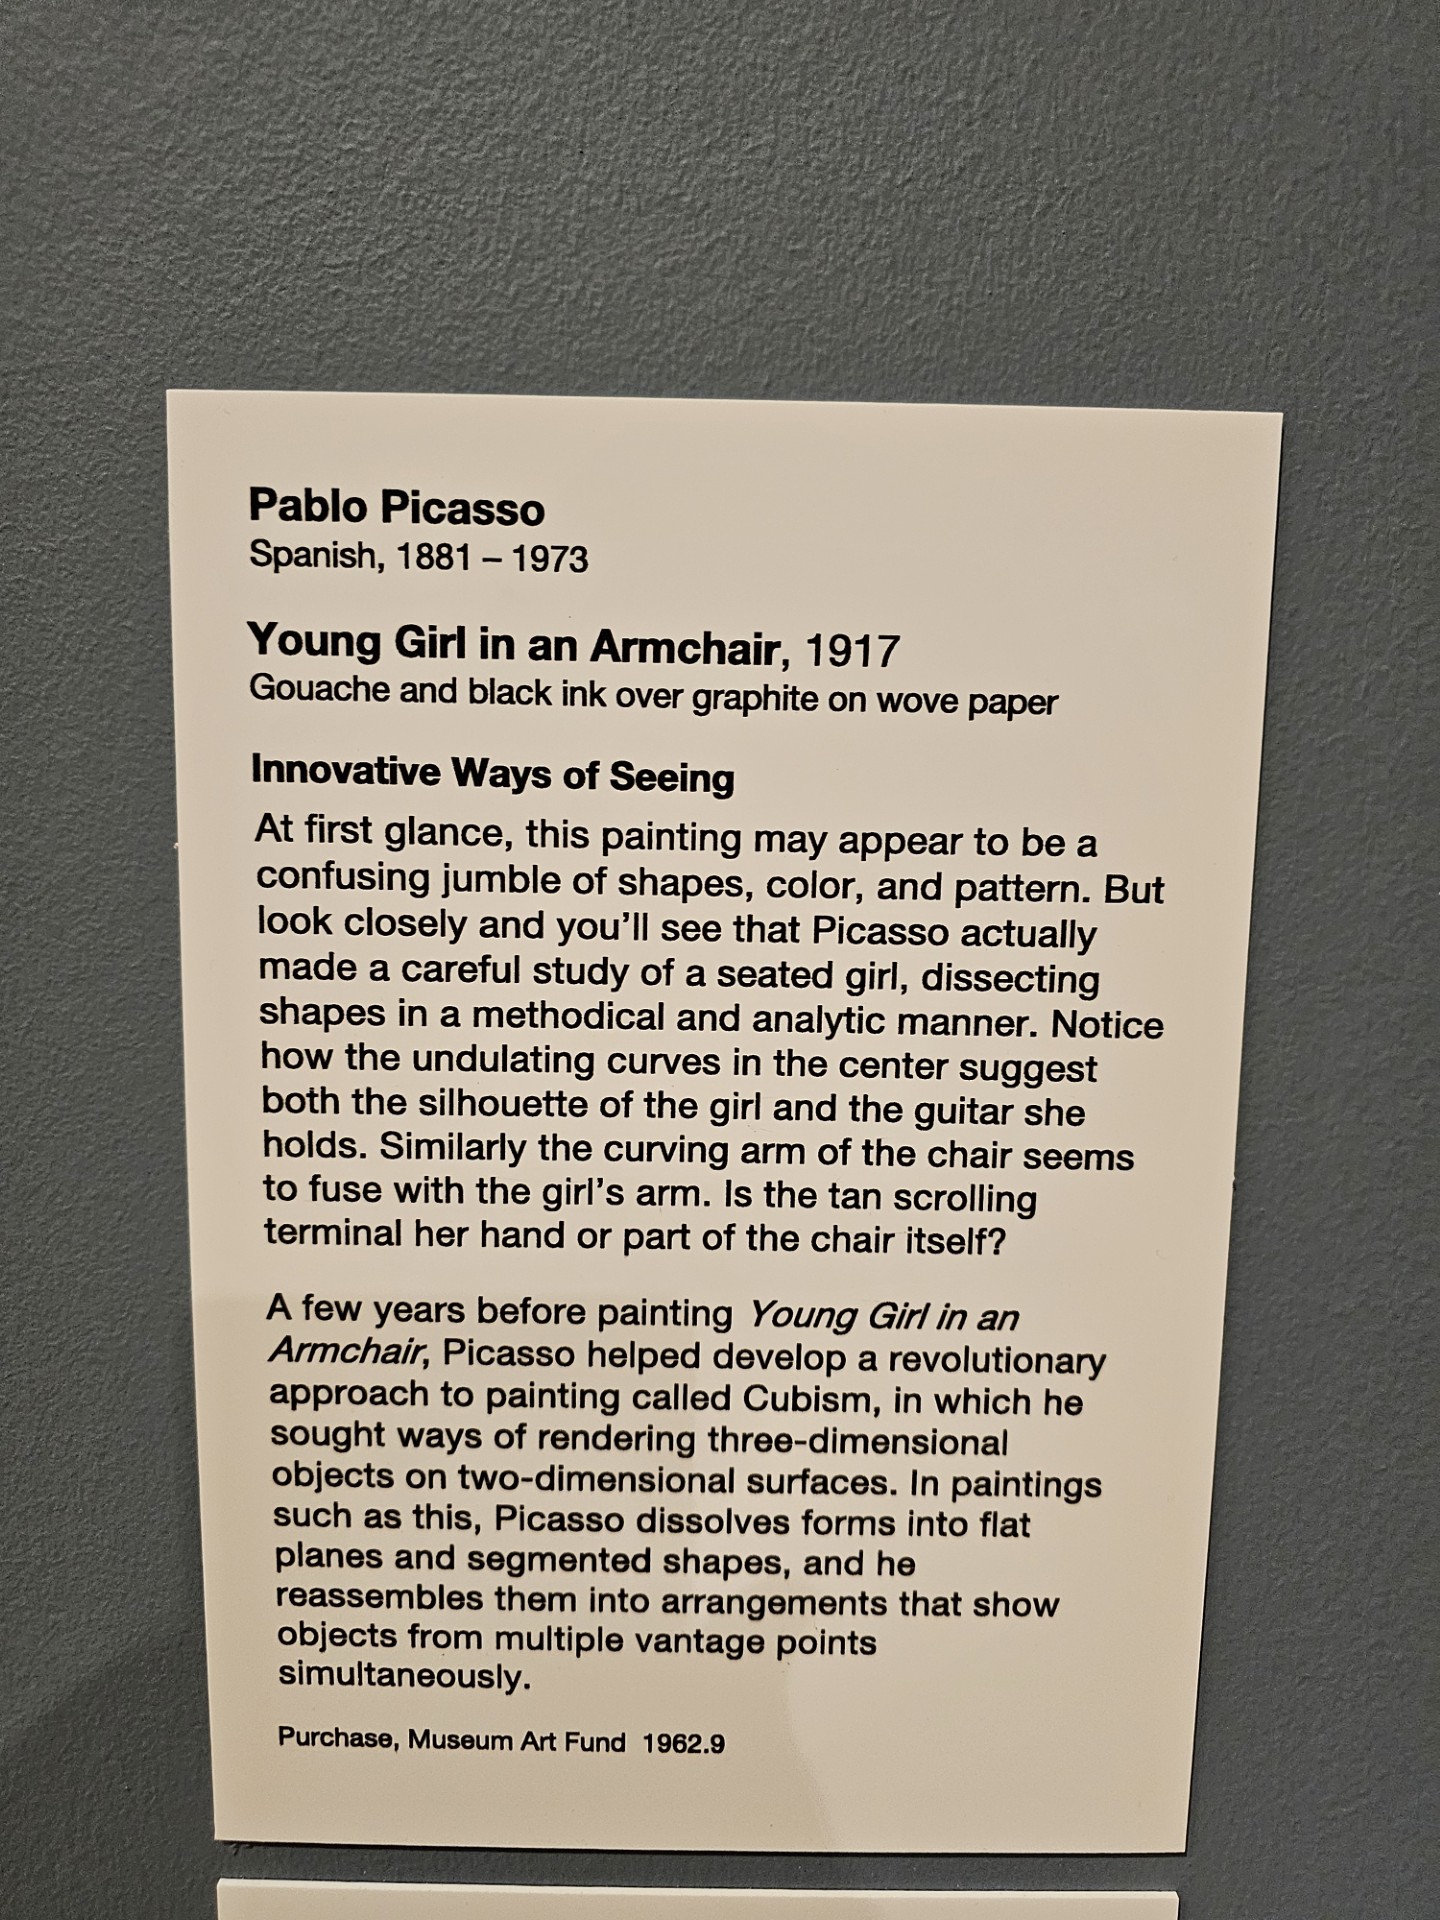 Pablo Picasso
Spanish, 1881 – 1973
Young Girl in an Armchair, 1917
Gouache and black ink over graphite on wove paper
Innovative Ways of Seeing
At first glance, this painting may appear to be a
confusing jumble of shapes, color, and pattern. But
look closely and you’ll see that Picasso actually
made a careful study of a seated girl, dissecting
shapes in a methodical and analytic manner. Notice
how the undulating curves in the center suggest
both the silhouette of the girl and the guitar she
holds. Similarly the curving arm of the chair seems
to fuse with the girl’s arm. Is the tan scrolling
terminal her hand or part of the chair itself?
A few years before painting Young Girl in an
Armchair, Picasso helped develop a revolutionary
approach to painting called Cubism, in which he
sought ways of rendering three-dimensional
objects on two-dimensional surfaces. In paintings
such as this, Picasso dissolves forms into flat
planes and segmented shapes, and he
reassembles them into arrangements that show
objects from multiple vantage points
simultaneously.
Purchase, Museum Art Fund 1962.9